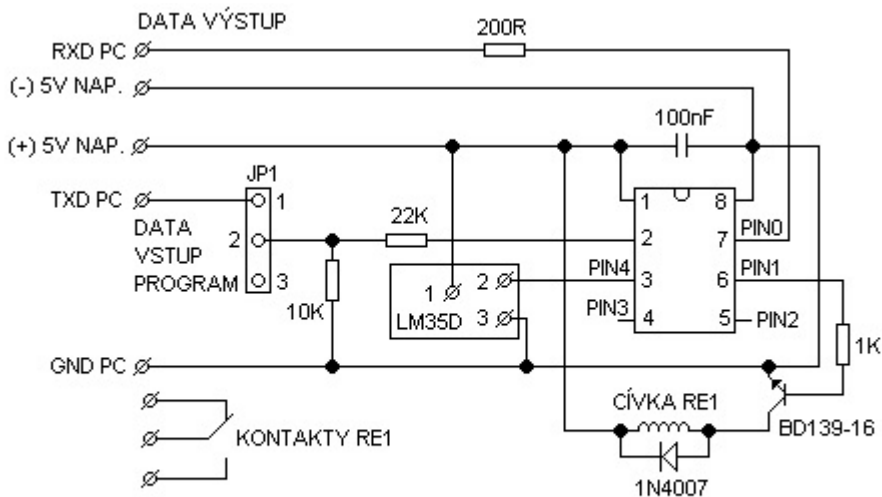 DATA VÝSTUP
RXD PC
200R
(-) 5V NAP.
100nF
(+) 5V NAP.
JP1
TXD PC
1
1
8
DATA
VSTUP
PROGRAM
2
22K
2
7
PIN0
3
10K
1
2
3
LM35D
PIN4
3
6
PIN1
PIN3
4
5
PIN2
1K
GND PC
CÍVKA RE1
BD139-16
KONTAKTY RE1
1N4007